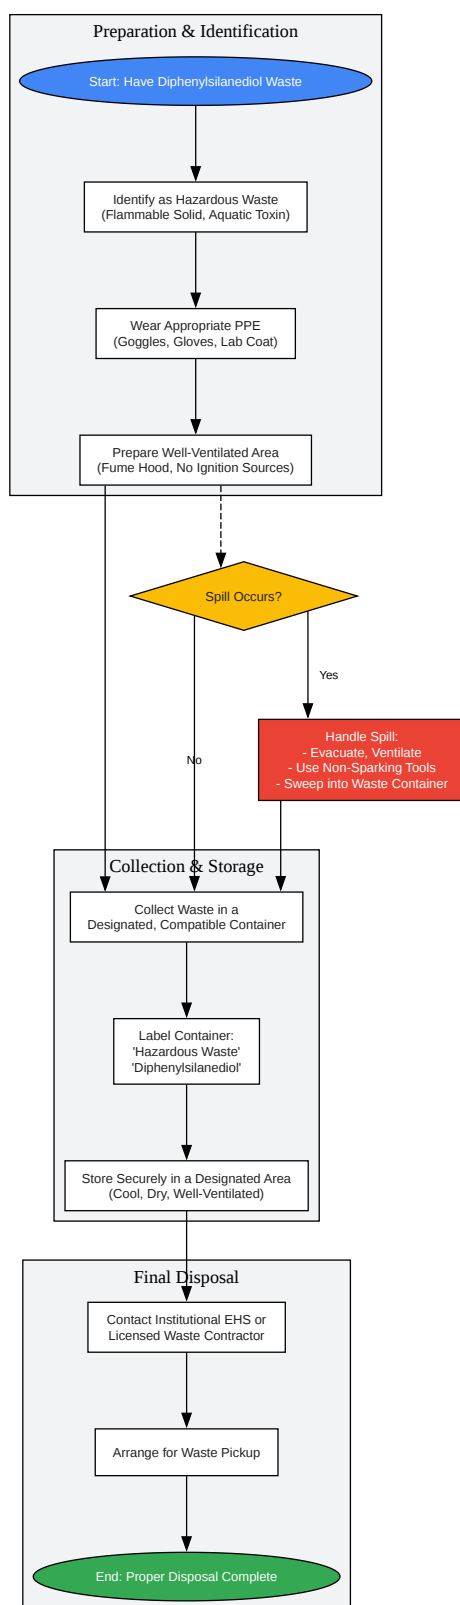 Preparation & Identification
Start: Have Diphenylsilanediol Waste
Identify as Hazardous Waste
(Flammable Solid, Aquatic Toxin)
Wear Appropriate PPE
(Goggles, Gloves, Lab Coat)
Prepare Well-Ventilated Area
(Fume Hood, No Ignition Sources)
Spill Occurs?
Yes
Handle Spill:
- Evacuate, Ventilate
- Use Non-Sparking Tools
- Sweep into Waste Container
No
Collection & Storage
Collect Waste in a
Designated, Compatible Container
Label Container:
'Hazardous Waste'
'Diphenylsilanediol'
Store Securely in a Designated Area
(Cool, Dry, Well-Ventilated)
Final Disposal
Contact Institutional EHS or
Licensed Waste Contractor
Arrange for Waste Pickup
End: Proper Disposal Complete